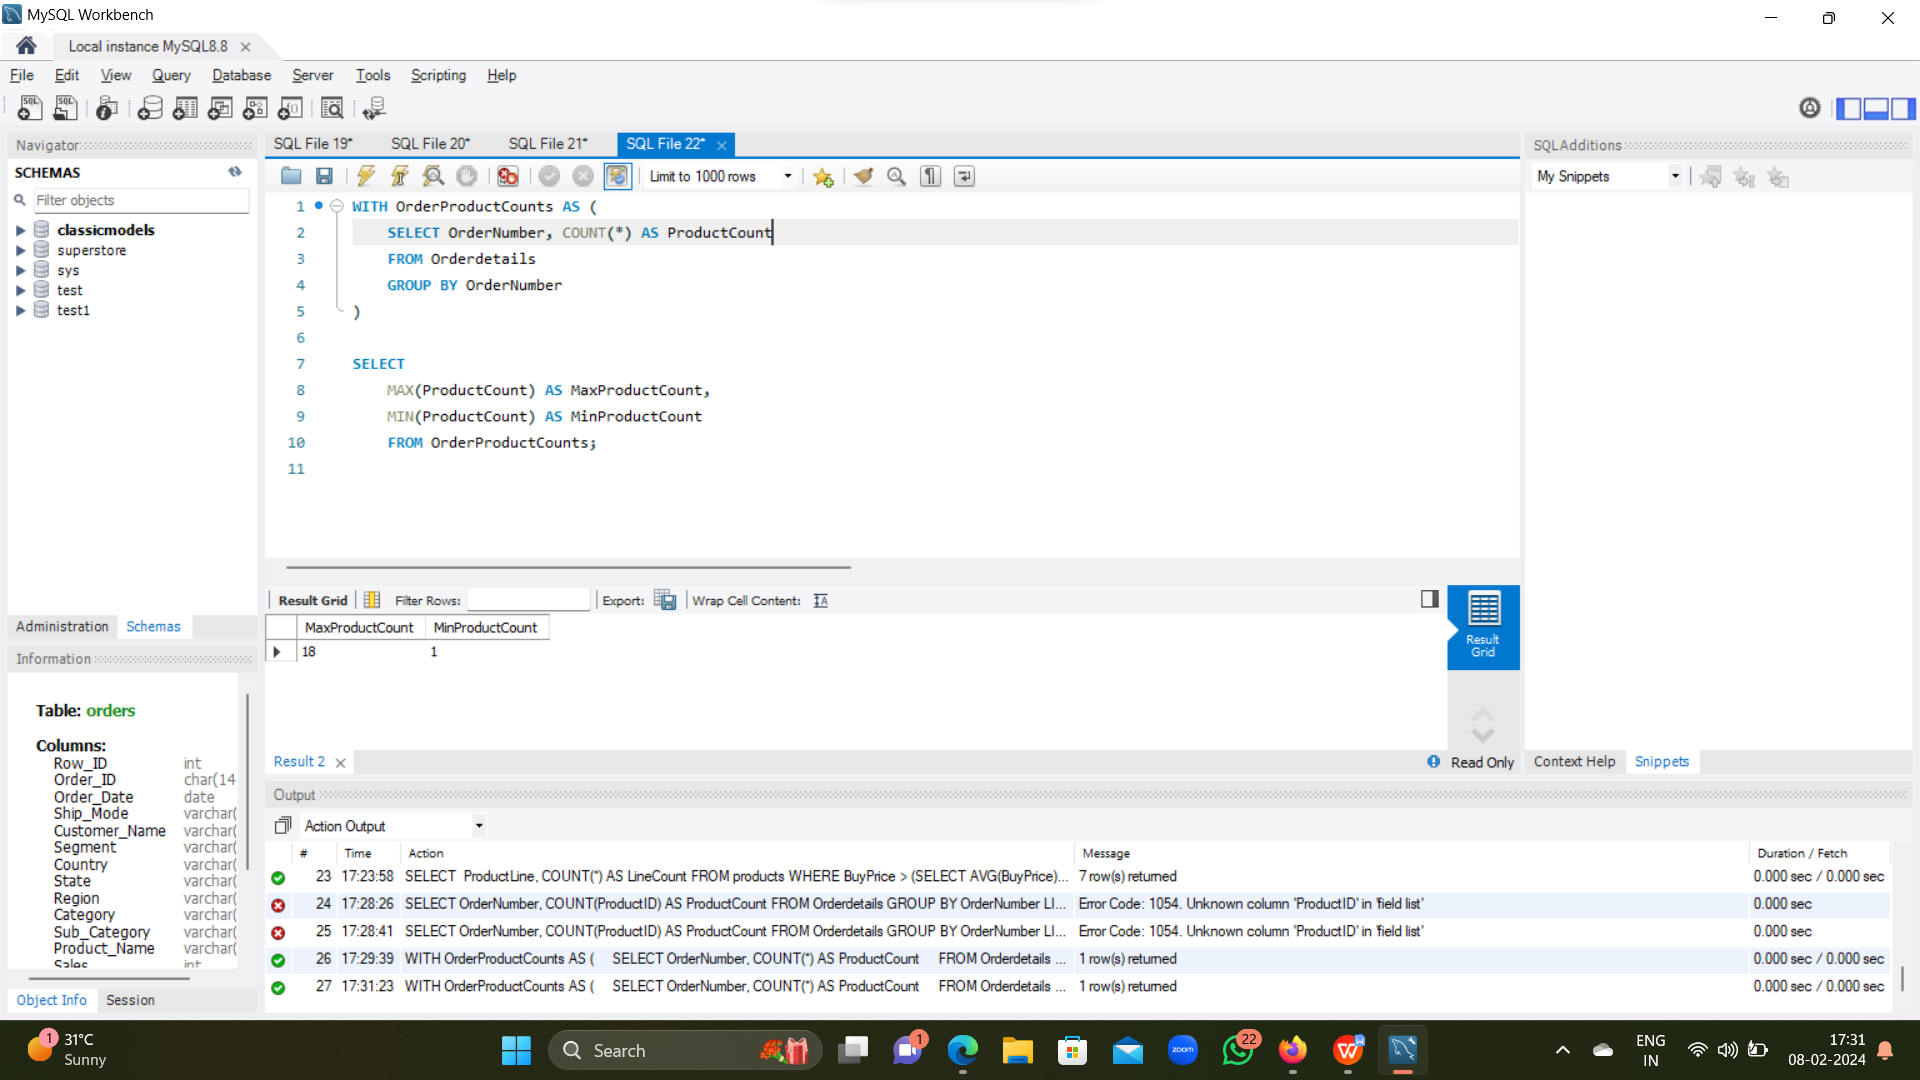 MySQL Workbench
Local instance MySQL8.8
File Edit View Query Database Server Tools Scripting Help
Navigator
SCHEMAS
Filter objects
classicmodels
superstore
sys
test
test1
Administration Schemas
Information
Table: orders
Columns:
Row_ID int
Order_ID char(14
Order_Date date
Ship_Mode varchar(
Customer_Name varchar(
Segment varchar(
Country varchar(
State varchar(
Region varchar(
Category varchar(
Sub_Category varchar(
Product_Name varchar(
Sales int
Object Info Session
SQL File 19* SQL File 20* SQL File 21* SQL File 22*
Limit to 1000 rows
1 WITH OrderProductCounts AS (
2 SELECT OrderNumber, COUNT(*) AS ProductCount
3 FROM Orderdetails
4 GROUP BY OrderNumber
5 )
6
7 SELECT
8 MAX(ProductCount) AS MaxProductCount,
9 MIN(ProductCount) AS MinProductCount
10 FROM OrderProductCounts;
11
Result Grid Filter Rows: Export: Wrap Cell Content:
MaxProductCount MinProductCount
18 1
Result
Grid
Result 2
Read Only
SQLAdditions
My Snippets
Context Help Snippets
Output
Action Output
# Time Action Message Duration / Fetch
23 17:23:58 SELECT ProductLine, COUNT(*) AS LineCount FROM products WHERE BuyPrice > (SELECT AVG(BuyPrice)... 7 row(s) returned 0.000 sec / 0.000 sec
24 17:28:26 SELECT OrderNumber, COUNT(ProductID) AS ProductCount FROM Orderdetails GROUP BY OrderNumber LI... Error Code: 1054. Unknown column 'ProductID' in 'field list' 0.000 sec
25 17:28:41 SELECT OrderNumber, COUNT(ProductID) AS ProductCount FROM Orderdetails GROUP BY OrderNumber LI... Error Code: 1054. Unknown column 'ProductID' in 'field list' 0.000 sec
26 17:29:39 WITH OrderProductCounts AS ( SELECT OrderNumber, COUNT(*) AS ProductCount FROM Orderdetails ... 1 row(s) returned 0.000 sec / 0.000 sec
27 17:31:23 WITH OrderProductCounts AS ( SELECT OrderNumber, COUNT(*) AS ProductCount FROM Orderdetails ... 1 row(s) returned 0.000 sec / 0.000 sec
1
31°C
Sunny
Search
1
zoom
22
W
ENG
IN
17:31
08-02-2024